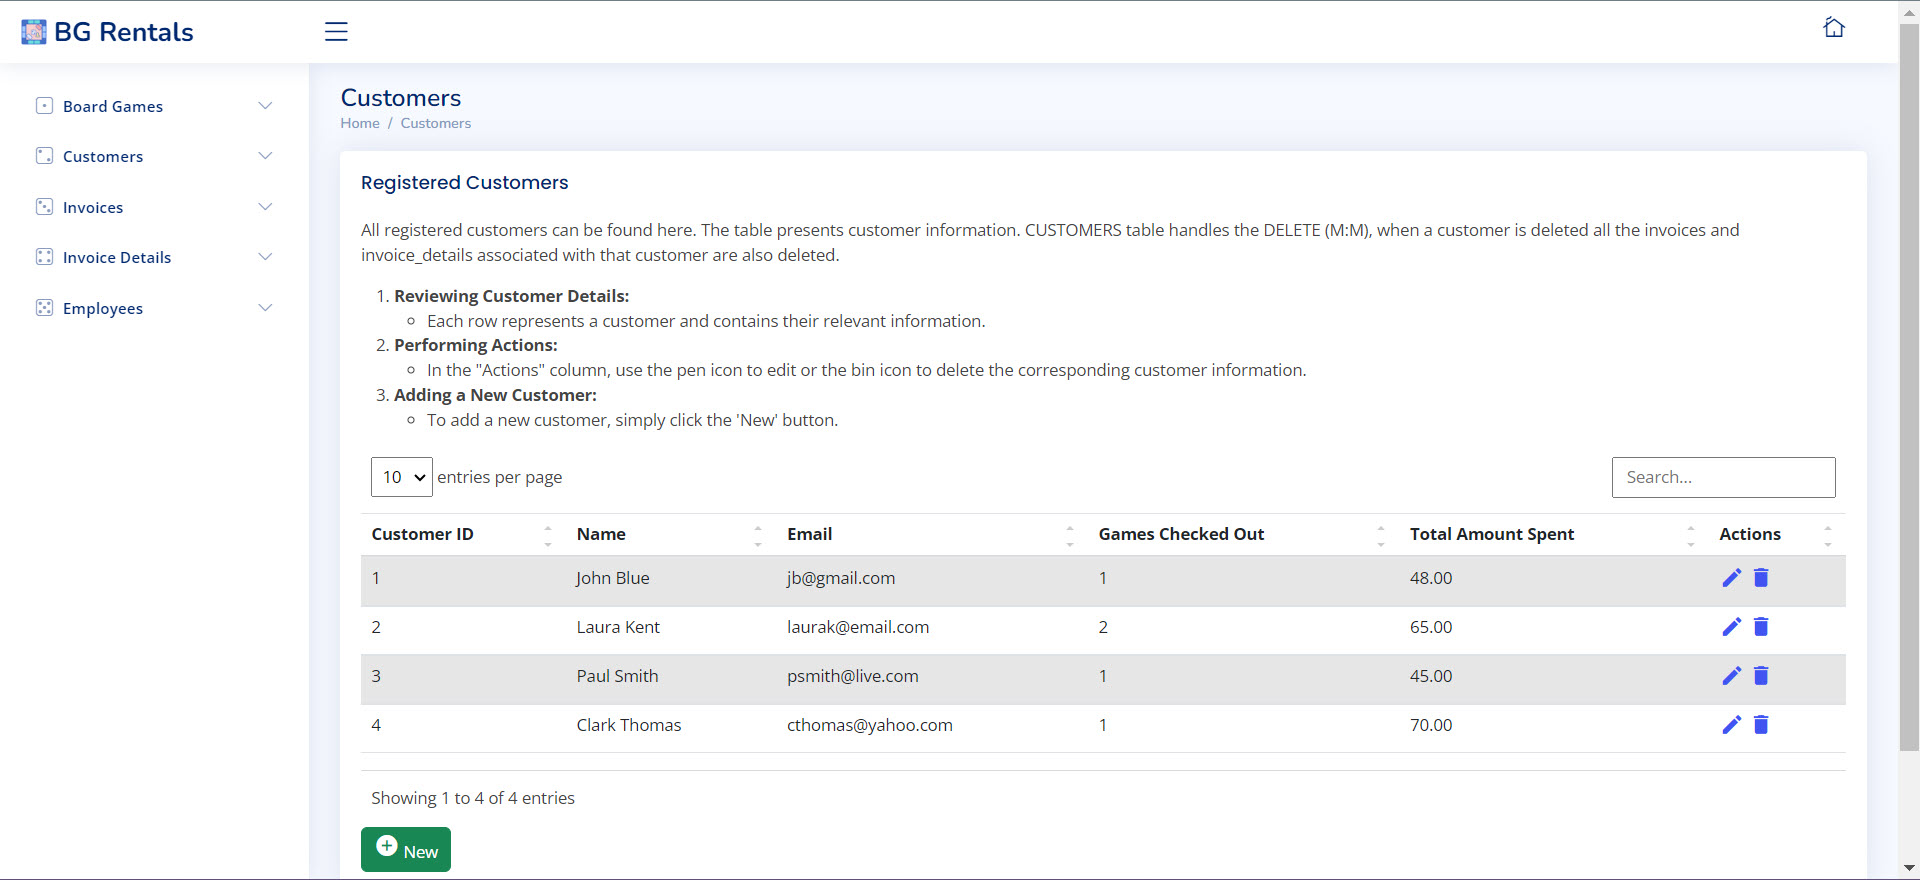 BG Rentals
Board Games
Customers
Invoices
Invoice Details
Employees
Customers
Home / Customers
Registered Customers
All registered customers can be found here. The table presents customer information. CUSTOMERS table handles the DELETE (M:M), when a customer is deleted all the invoices and
invoice_details associated with that customer are also deleted.
1. Reviewing Customer Details:
Each row represents a customer and contains their relevant information.
2. Performing Actions:
In the "Actions" column, use the pen icon to edit or the bin icon to delete the corresponding customer information.
3. Adding a New Customer:
To add a new customer, simply click the 'New' button.
10 entries per page
Search...
Customer ID Name Email Games Checked Out Total Amount Spent Actions
1 John Blue jb@gmail.com 1 48.00
2 Laura Kent laurak@email.com 2 65.00
3 Paul Smith psmith@live.com 1 45.00
4 Clark Thomas cthomas@yahoo.com 1 70.00
Showing 1 to 4 of 4 entries
New